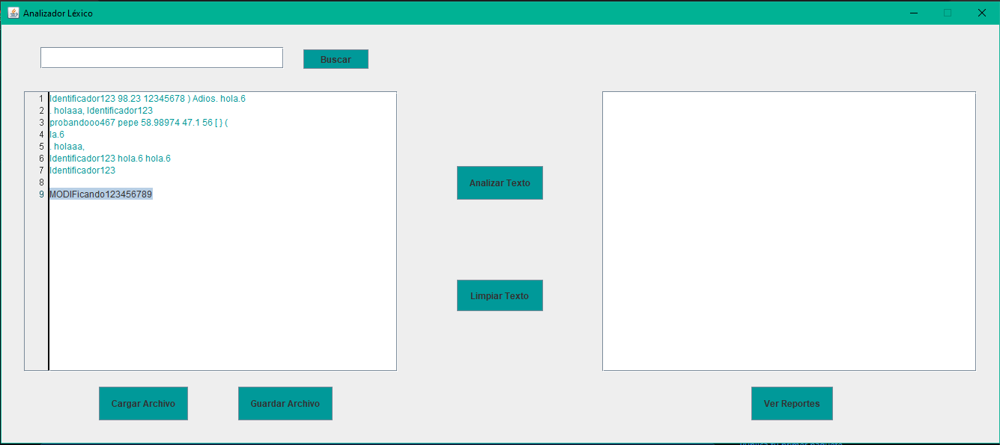 Analizador Léxico
Buscar
1 Identificador123 98.23 12345678 ) Adios. hola.6
2 . holaaa, Identificador123
3 probandooo467 pepe 58.98974 47.1 56 [ } (
4 la.6
5 . holaaa,
6 Identificador123 hola.6 hola.6
7 Identificador123
8
9 MODIFicando123456789
Analizar Texto
Limpiar Texto
Cargar Archivo
Guardar Archivo
Ver Reportes